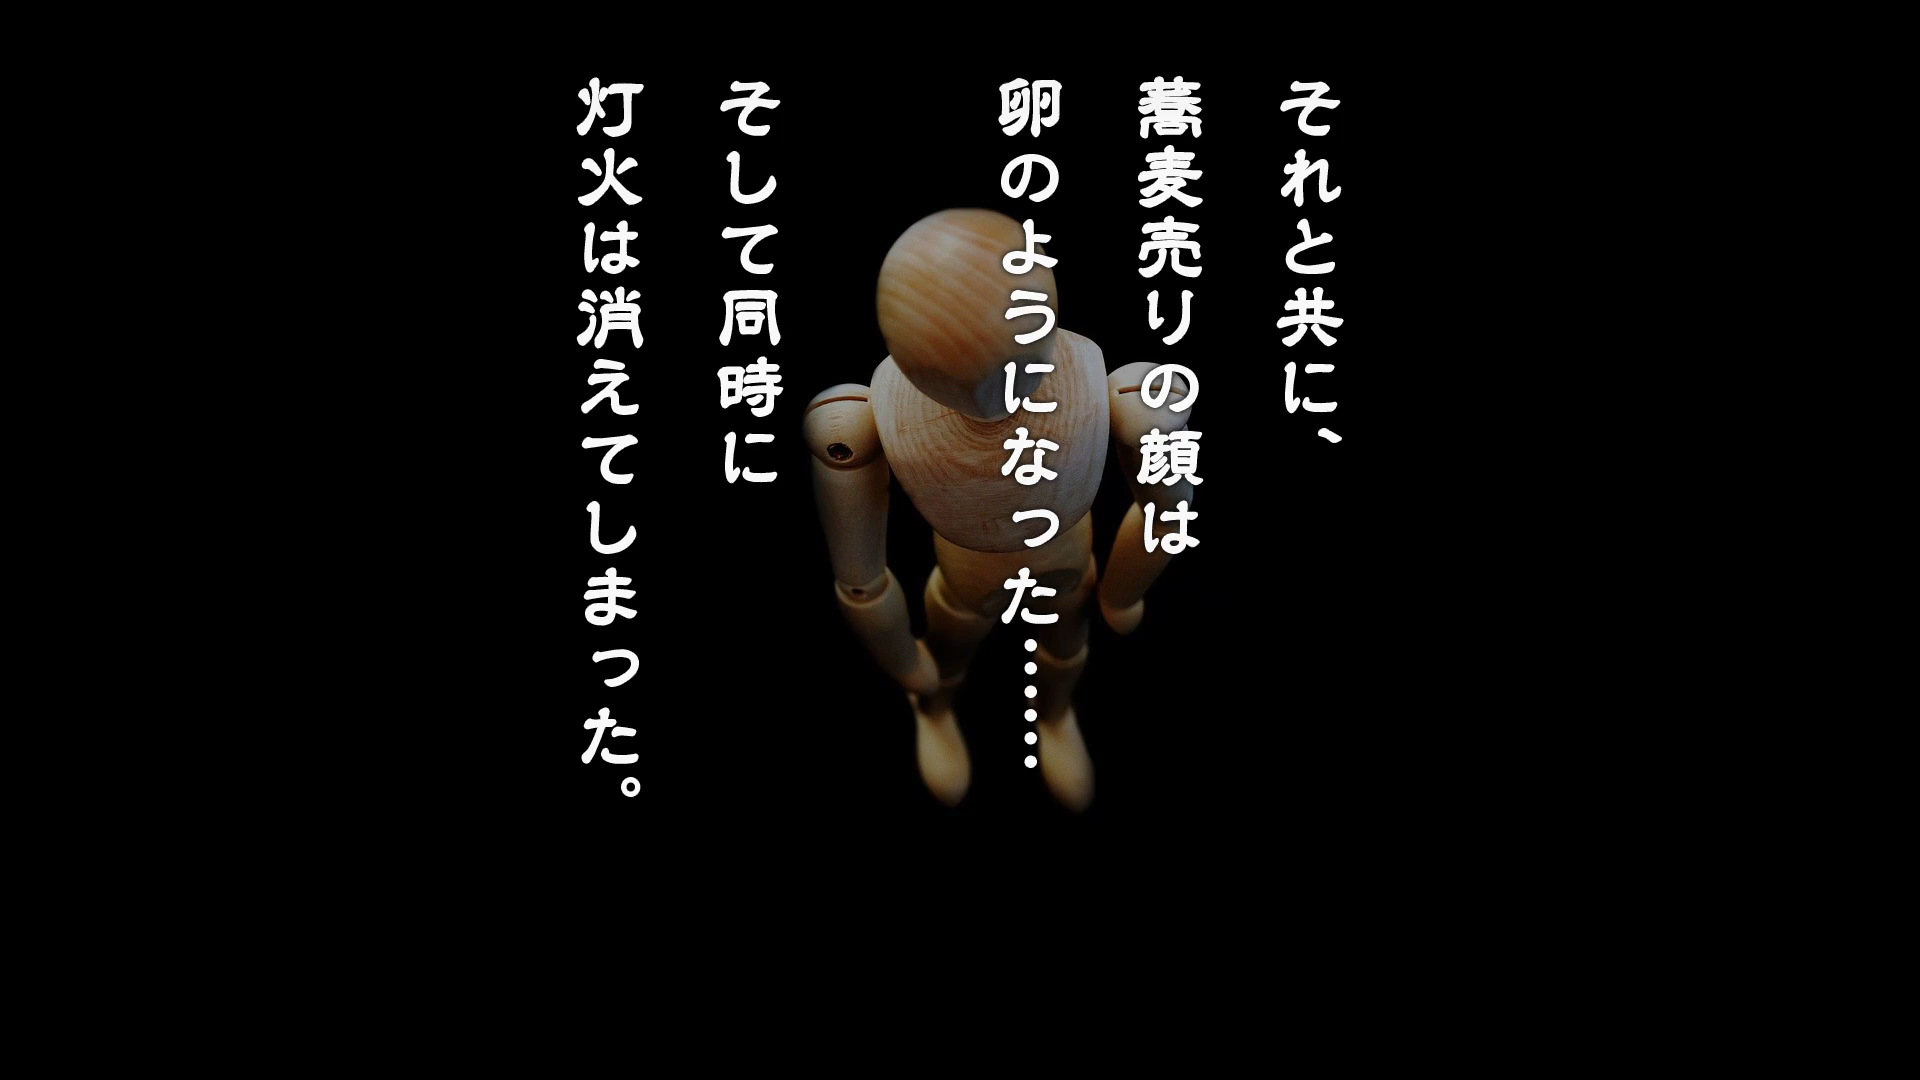 それと共に、
蕎麦売りの顔は
卵のようになった……
そして同時に
灯火は消えてしまった。